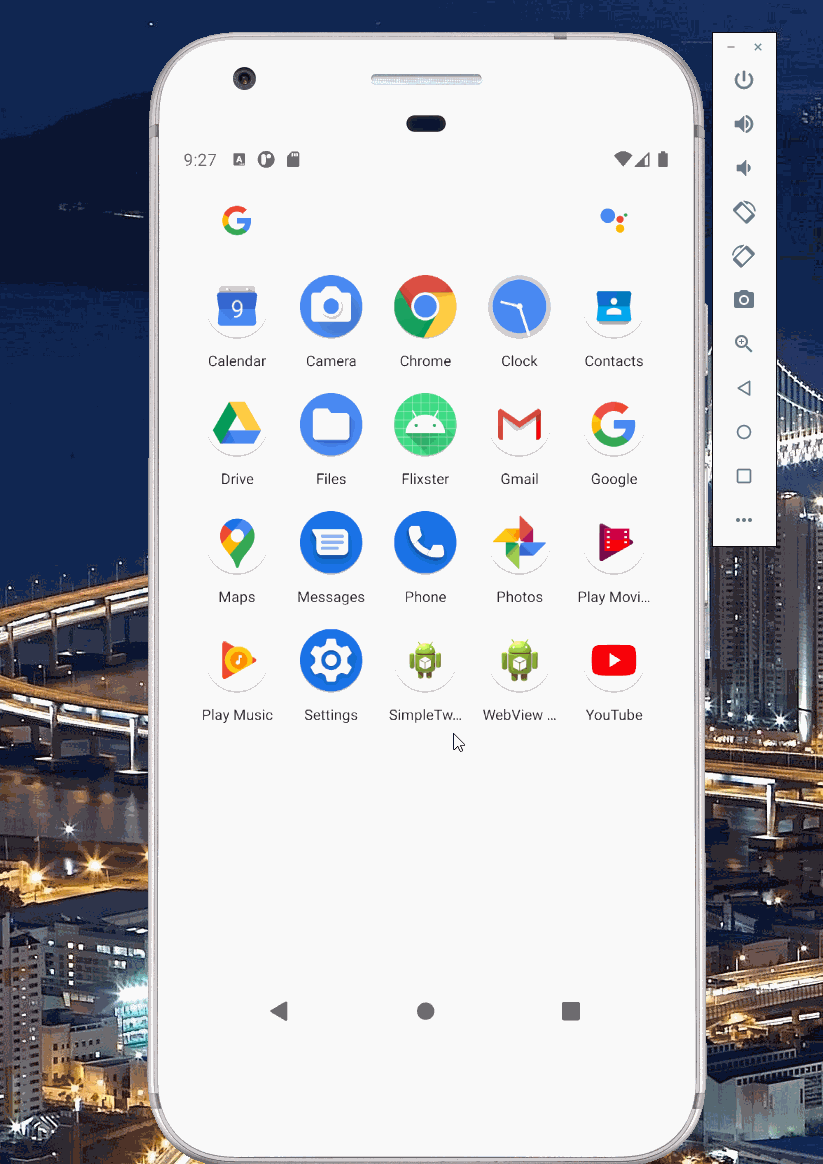 9:27
Calendar Camera Chrome Clock Contacts
Drive Files Flixster Gmail Google
Maps Messages Phone Photos Play Movi...
Play Music Settings SimpleTw... WebView ... YouTube